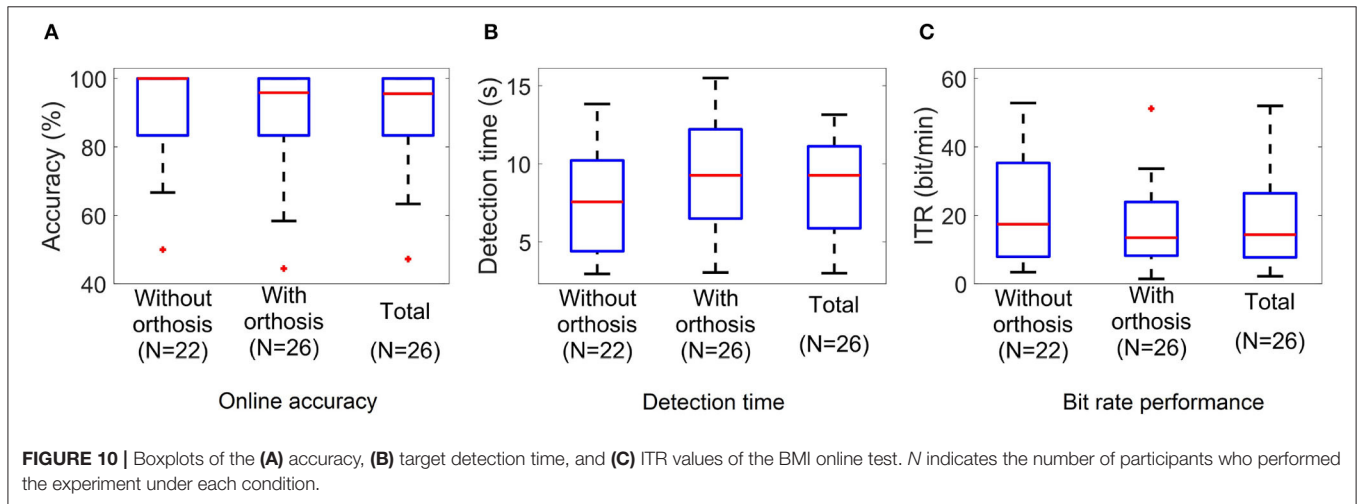 A
Accuracy (%)
100
80
60
40
Without orthosis (N=22)
With orthosis (N=26)
Total (N=26)
Online accuracy
B
Detection time (s)
15
10
5
Without orthosis (N=22)
With orthosis (N=26)
Total (N=26)
Detection time
C
ITR (bit/min)
60
40
20
0
Without orthosis (N=22)
With orthosis (N=26)
Total (N=26)
Bit rate performance
FIGURE 10 | Boxplots of the (A) accuracy, (B) target detection time, and (C) ITR values of the BMI online test. N indicates the number of participants who performed
the experiment under each condition.